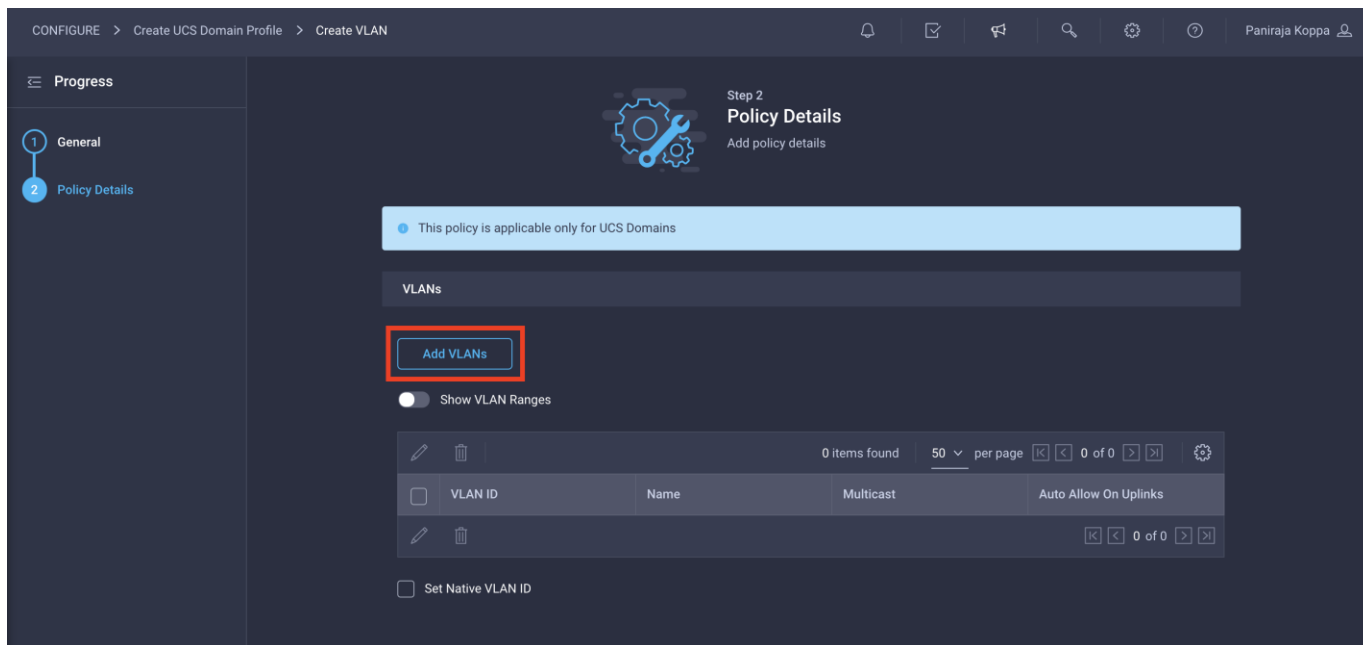 CONFIGURE > Create UCS Domain Profile > Create VLAN
Paniraja Koppa
Progress
1 General
2 Policy Details
Step 2
Policy Details
Add policy details
This policy is applicable only for UCS Domains
VLANs
Add VLANs
Show VLAN Ranges
0 items found 50 per page 0 of 0
VLAN ID Name Multicast Auto Allow On Uplinks
0 of 0
Set Native VLAN ID